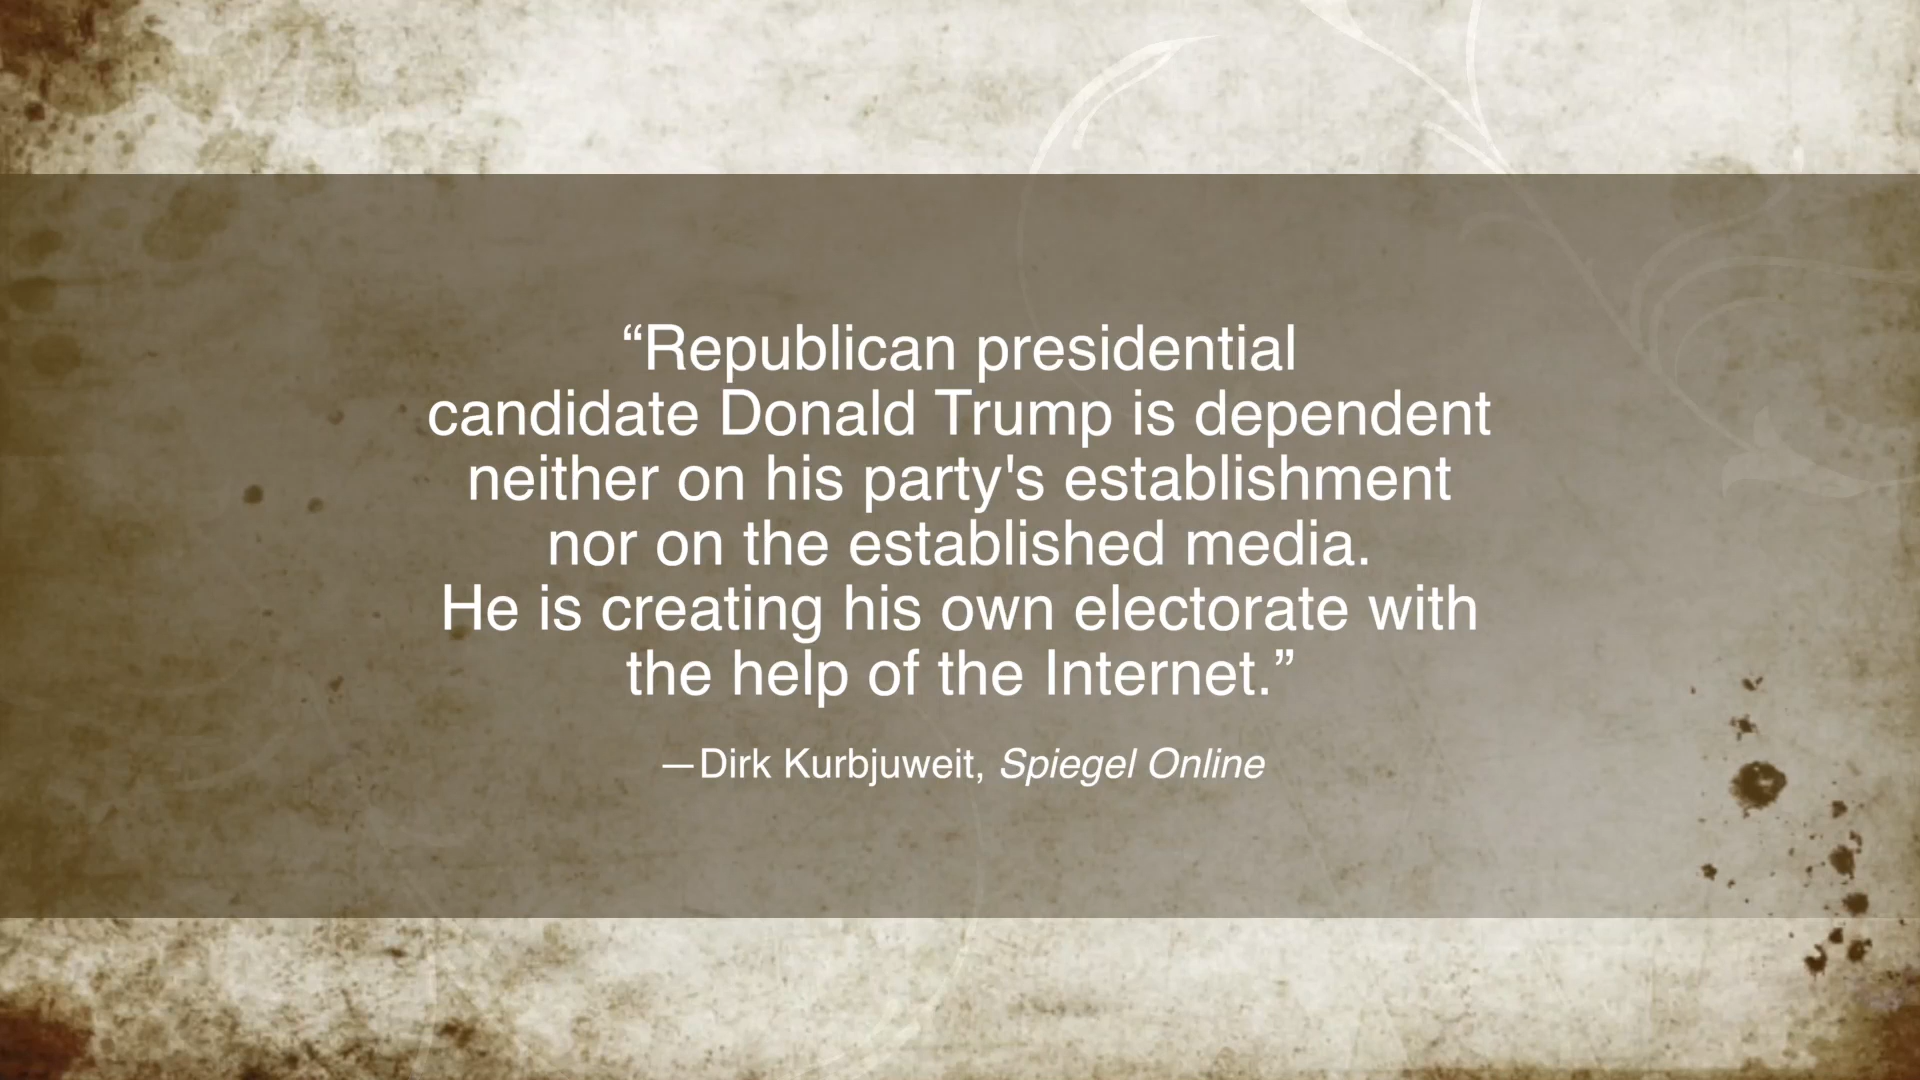 “Republican presidential
candidate Donald Trump is dependent
neither on his party's establishment
nor on the established media.
He is creating his own electorate with
the help of the Internet.”
—Dirk Kurbjuweit, Spiegel Online